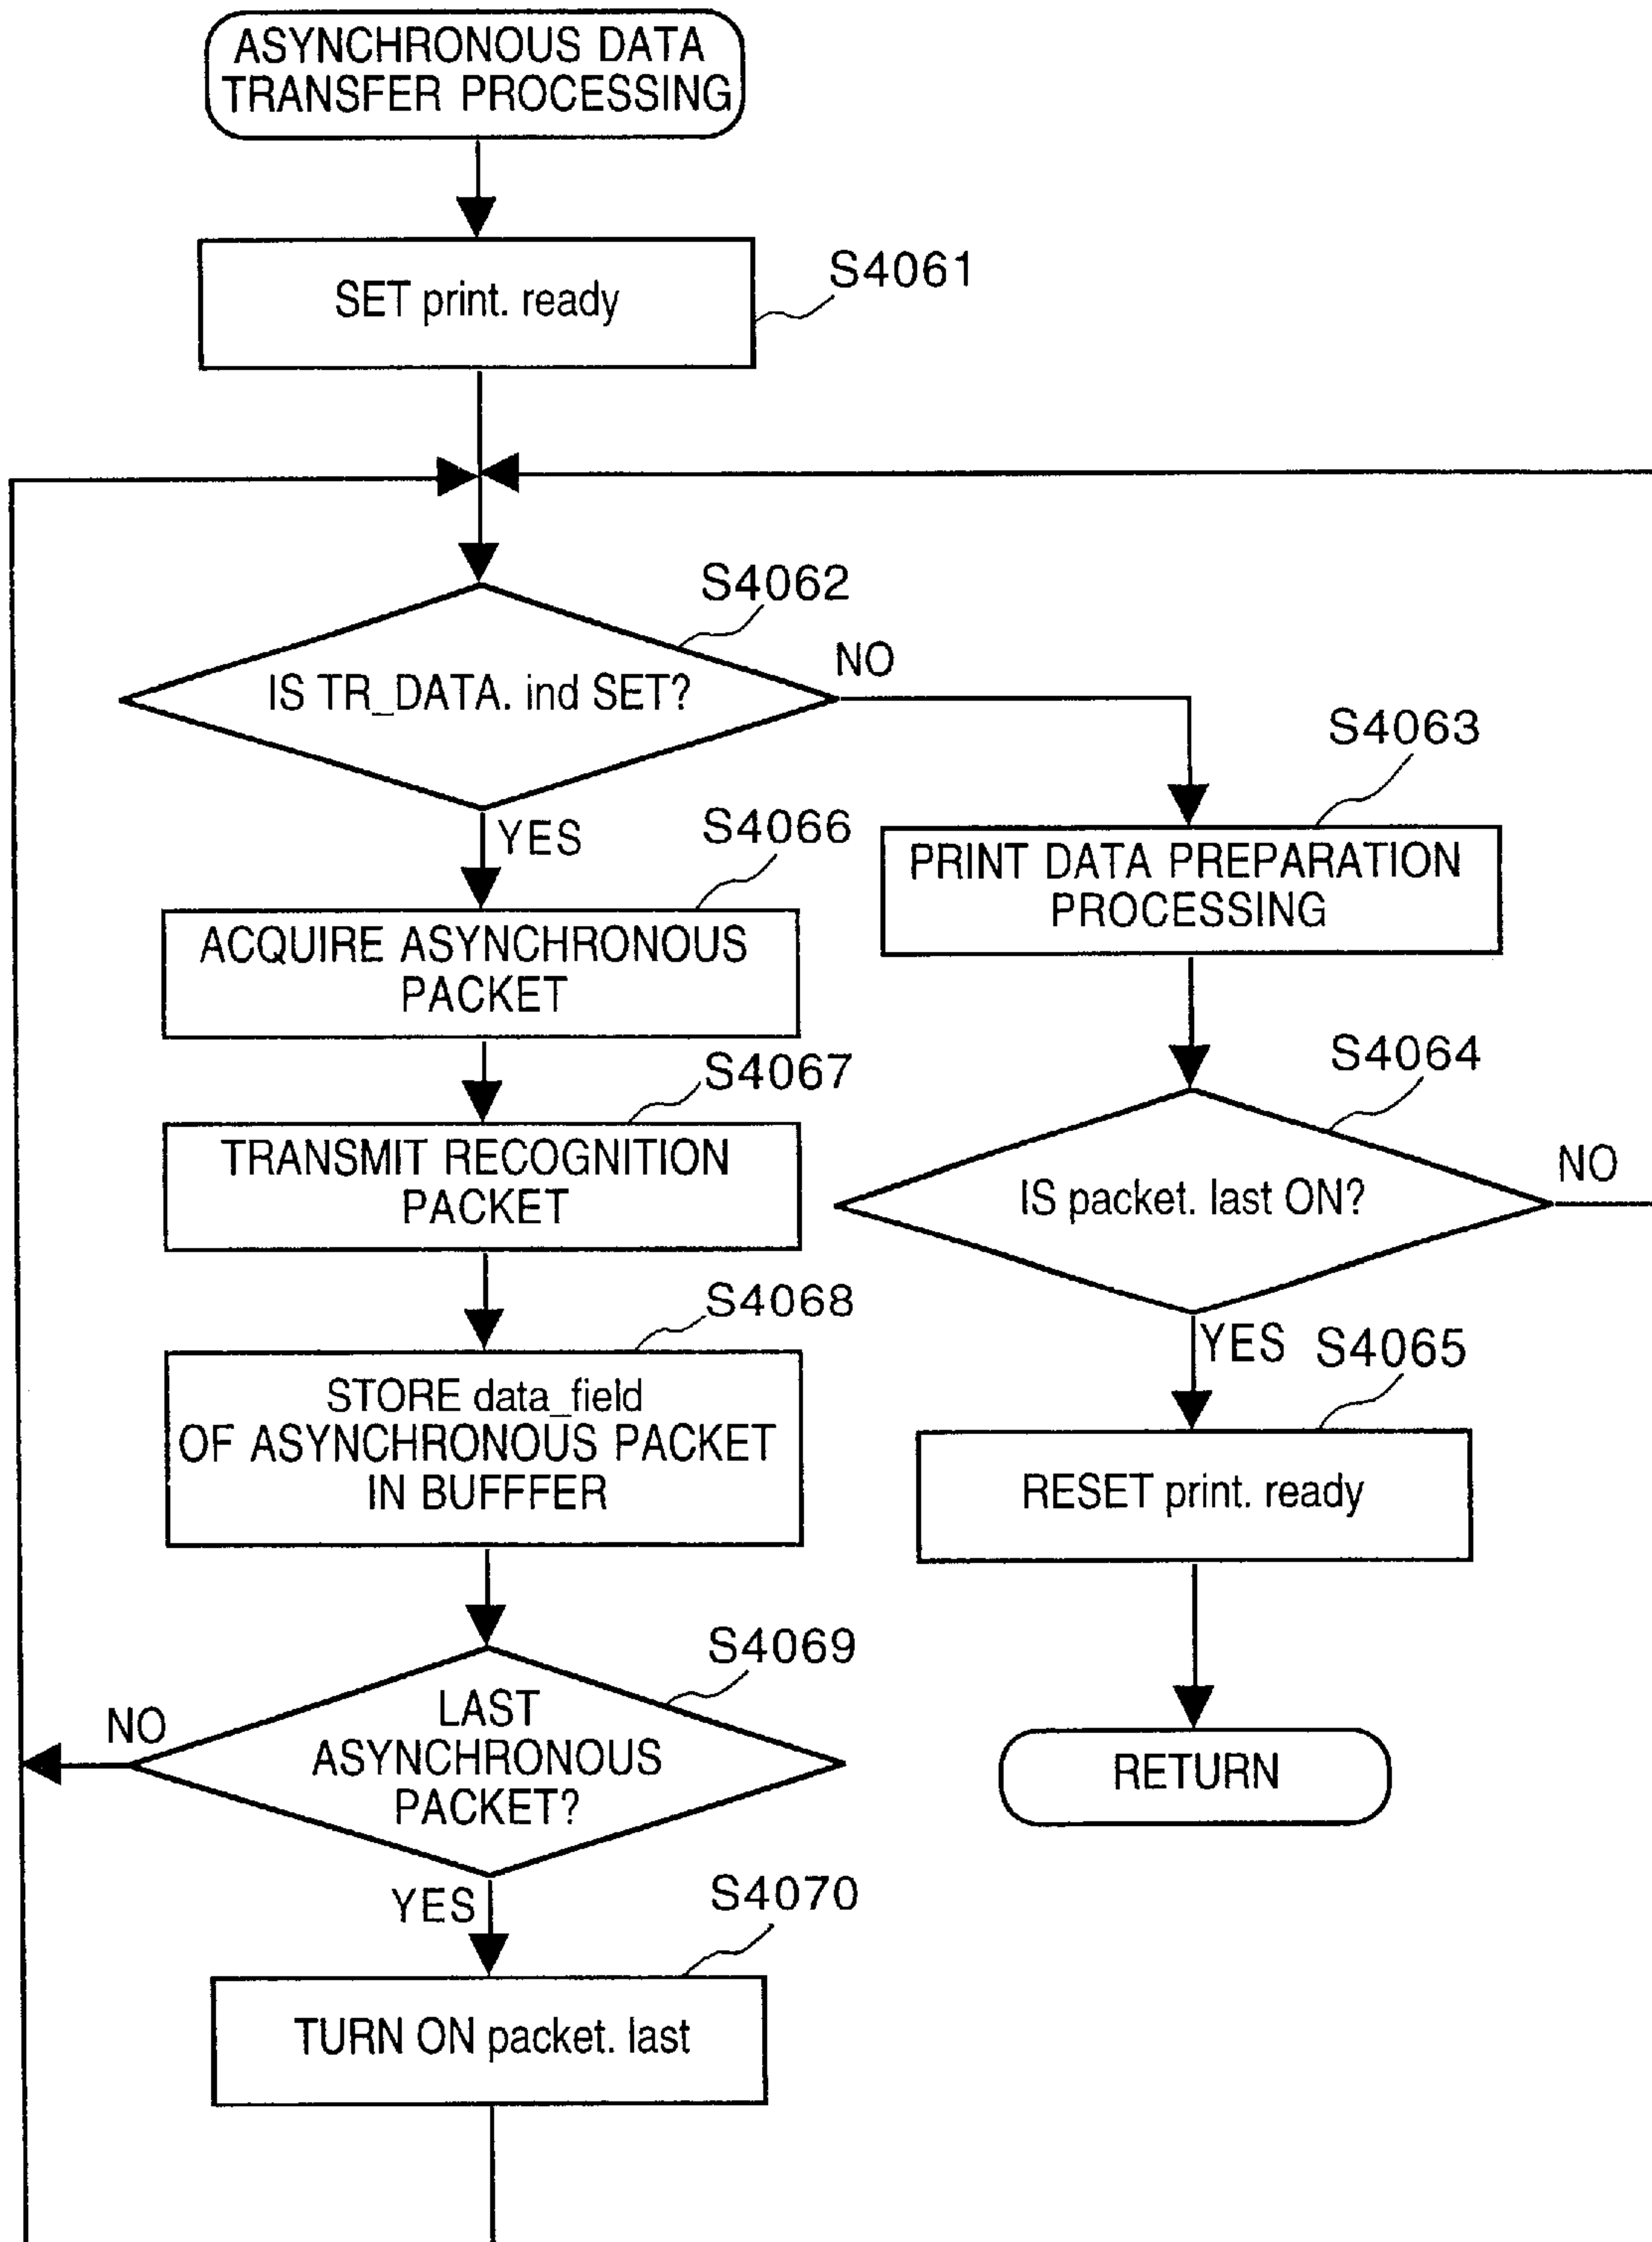 ASYNCHRONOUS DATA
TRANSFER PROCESSING
SET print. ready
S4061
S4062
IS TR_DATA. ind SET?
NO
YES
S4063
PRINT DATA PREPARATION
PROCESSING
S4066
ACQUIRE ASYNCHRONOUS
PACKET
S4064
IS packet. last ON?
NO
YES
S4067
TRANSMIT RECOGNITION
PACKET
S4065
RESET print. ready
S4068
STORE data_field
OF ASYNCHRONOUS PACKET
IN BUFFFER
RETURN
S4069
LAST
ASYNCHRONOUS
PACKET?
NO
YES
S4070
TURN ON packet. last